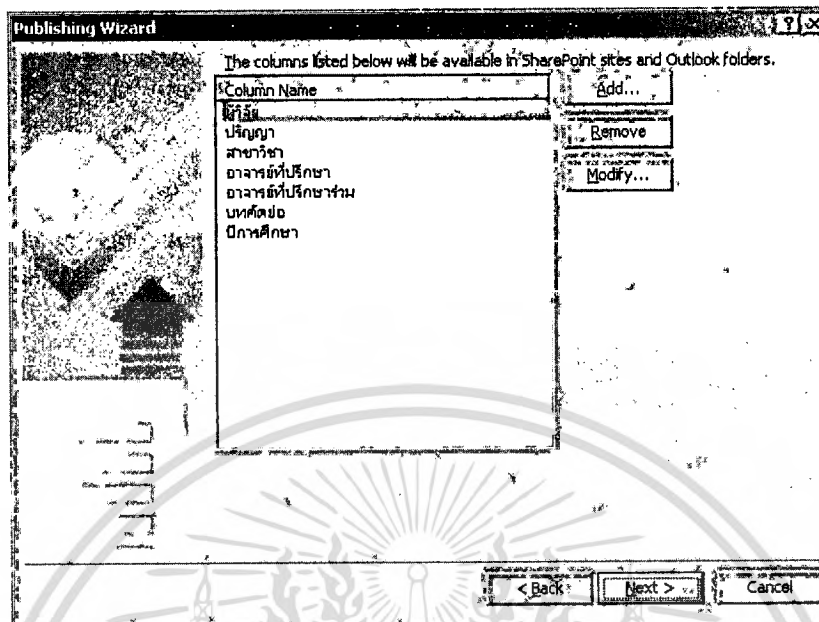 Publishing Wizard
The columns listed below will be available in SharePoint sites and Outlook folders.
Column Name
ผู้วิจัย
ปริญญา
สาขาวิชา
อาจารย์ที่ปรึกษา
อาจารย์ที่ปรึกษาร่วม
บทคัดย่อ
ปีการศึกษา
Add...
Remove
Modify...
< Back
Next >
Cancel